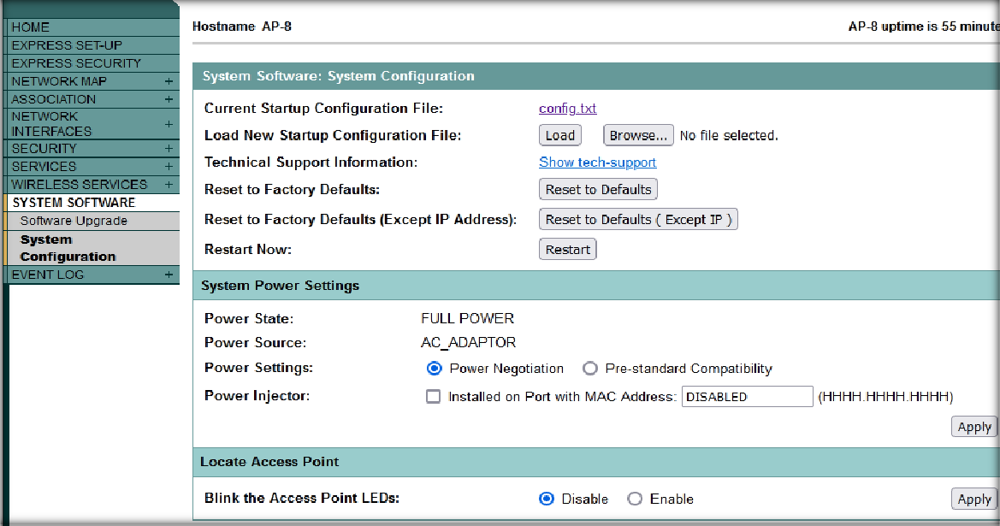 HOME
EXPRESS SET-UP
EXPRESS SECURITY
NETWORK MAP +
ASSOCIATION +
NETWORK
INTERFACES +
SECURITY +
SERVICES +
WIRELESS SERVICES +
SYSTEM SOFTWARE
Software Upgrade
System
Configuration
EVENT LOG +
Hostname AP-8 AP-8 uptime is 55 minute
System Software: System Configuration
Current Startup Configuration File: config.txt
Load New Startup Configuration File: Load Browse... No file selected.
Technical Support Information: Show tech-support
Reset to Factory Defaults: Reset to Defaults
Reset to Factory Defaults (Except IP Address): Reset to Defaults ( Except IP )
Restart Now: Restart
System Power Settings
Power State: FULL POWER
Power Source: AC_ADAPTOR
Power Settings: Power Negotiation Pre-standard Compatibility
Power Injector: Installed on Port with MAC Address: DISABLED (HHHH.HHHH.HHHH)
Apply
Locate Access Point
Blink the Access Point LEDs: Disable Enable Apply